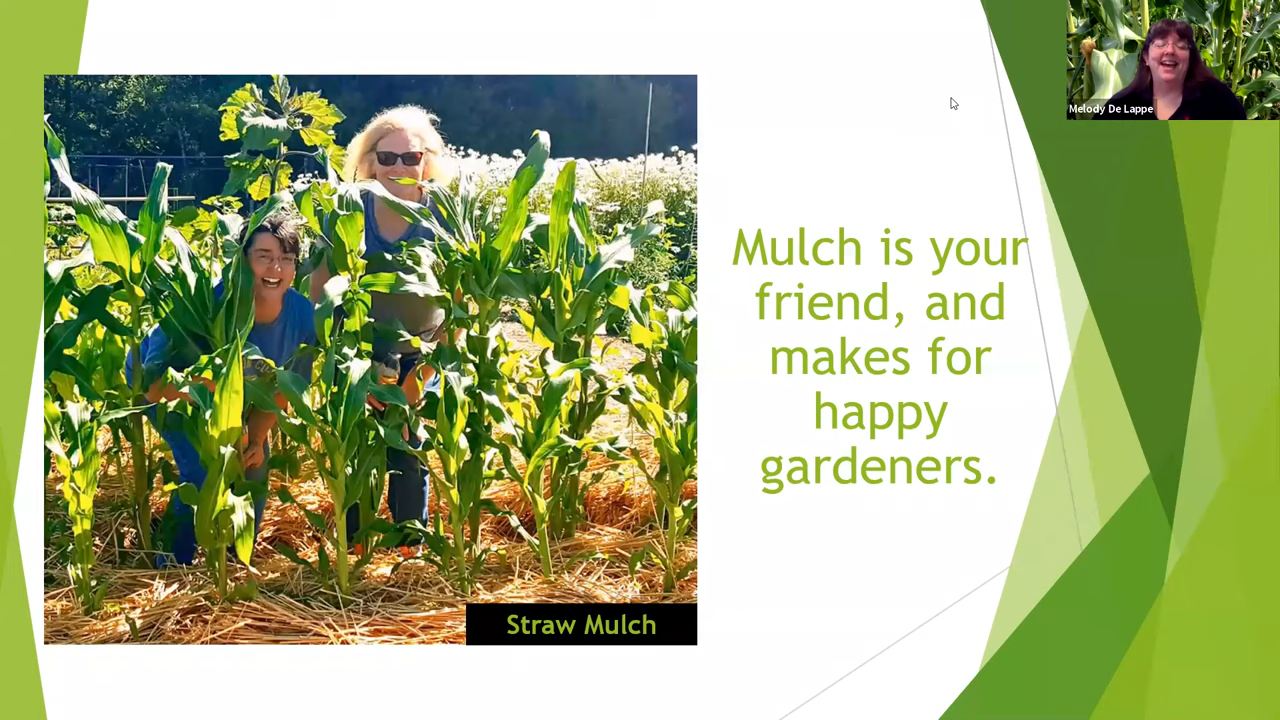 Melody De Lappe
Mulch is your
friend, and
makes for
happy
gardeners.
Straw Mulch